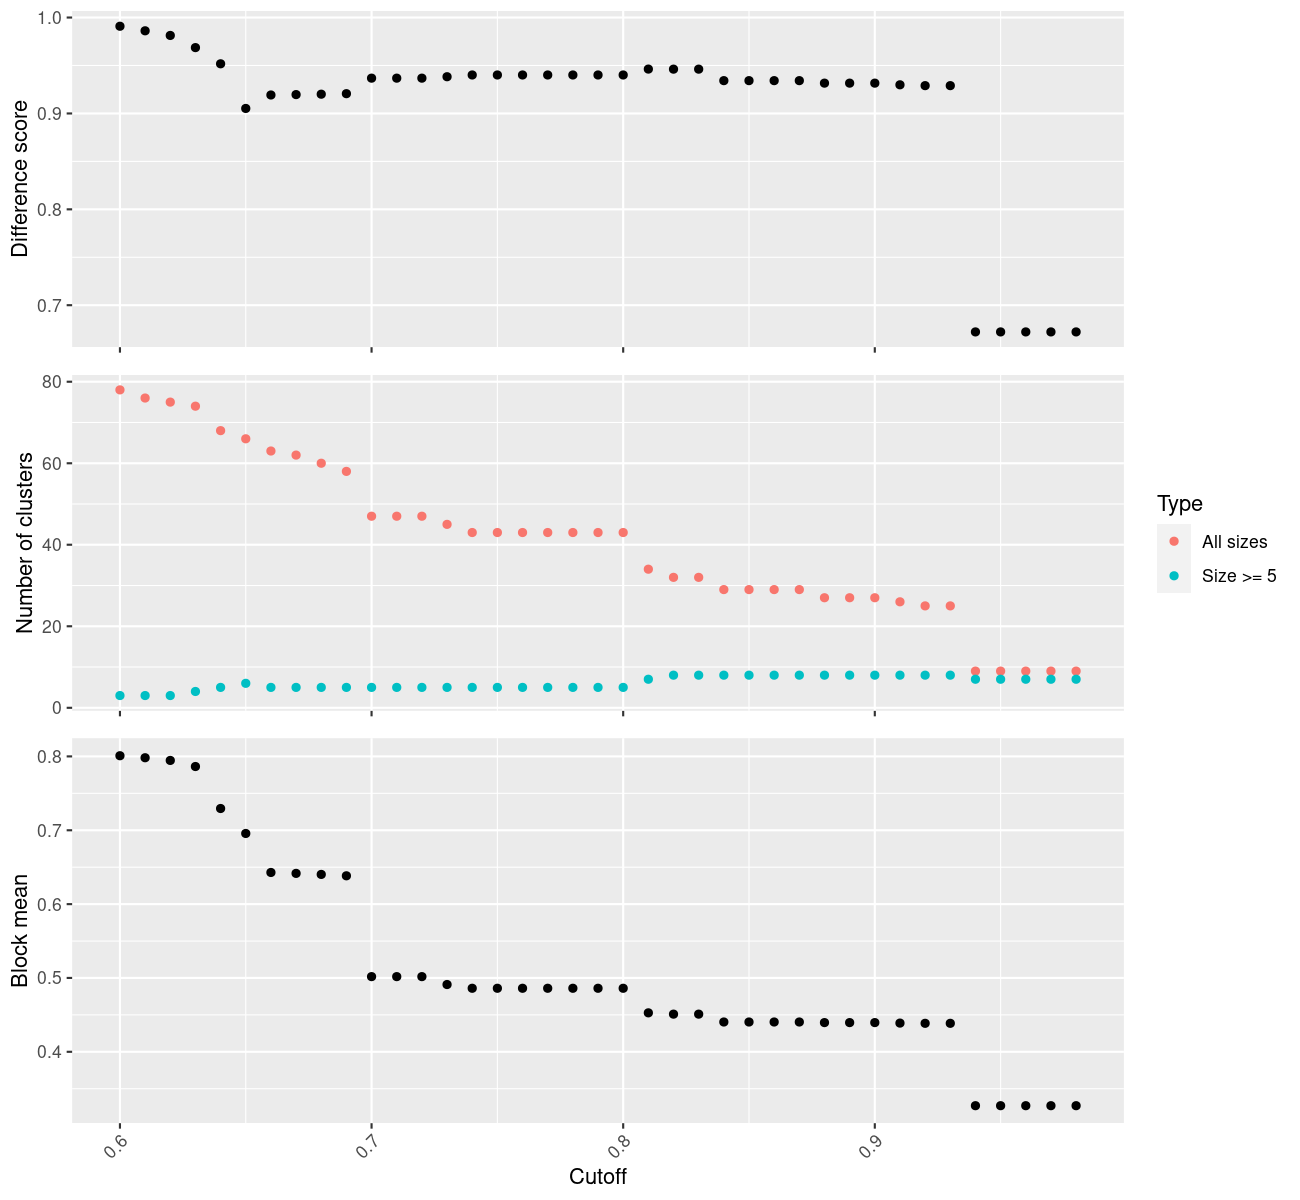 1.0
0.9
0.8
0.7
Difference score
80
60
40
20
0
Number of clusters
Type
All sizes
Size >= 5
0.8
0.7
0.6
0.5
0.4
Block mean
0.6
0.7
0.8
0.9
Cutoff